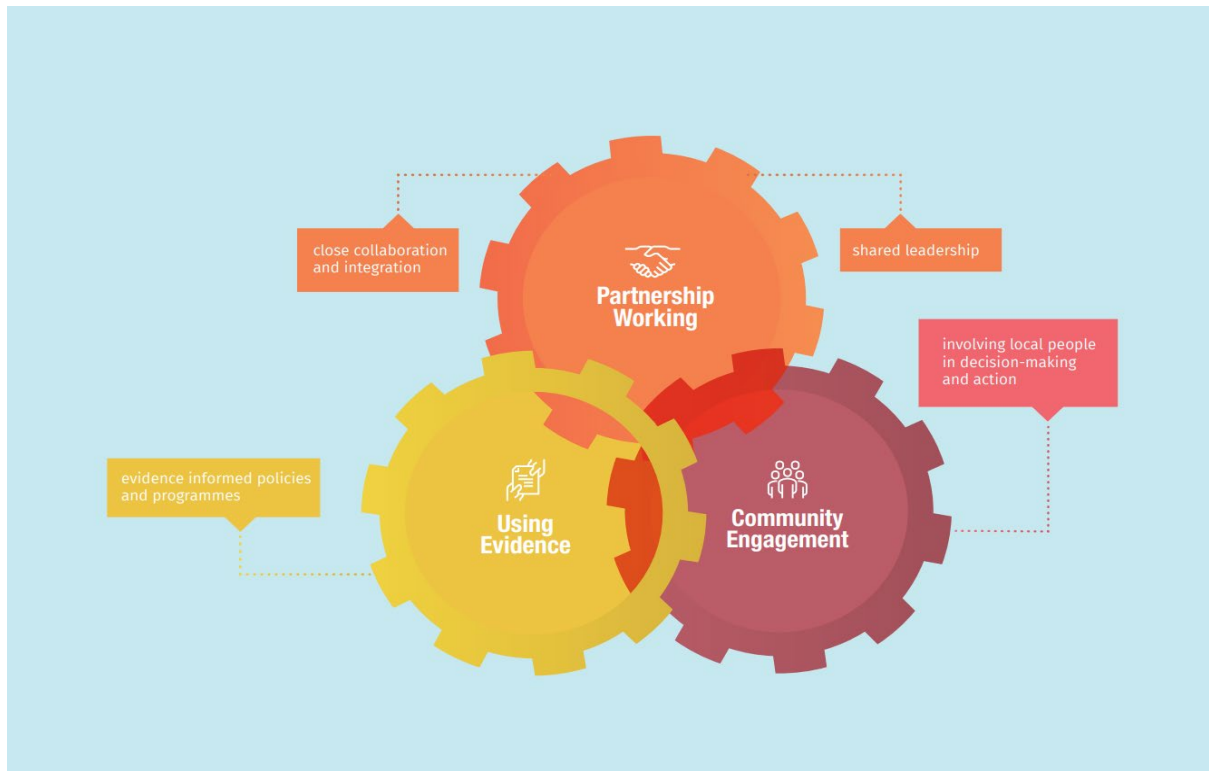 close collaboration
and integration
shared leadership
Partnership
Working
involving local people
in decision-making
and action
evidence informed policies
and programmes
Using
Evidence
Community
Engagement